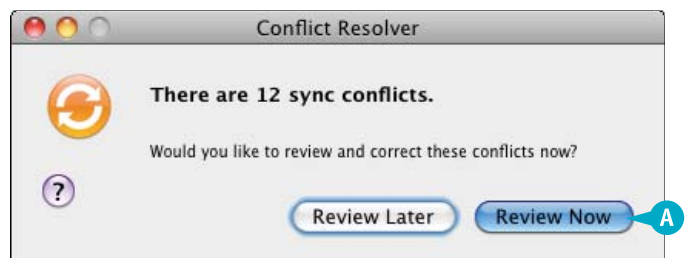 Conflict Resolver
There are 12 sync conflicts.
Would you like to review and correct these conflicts now?
?
Review Later
Review Now
A